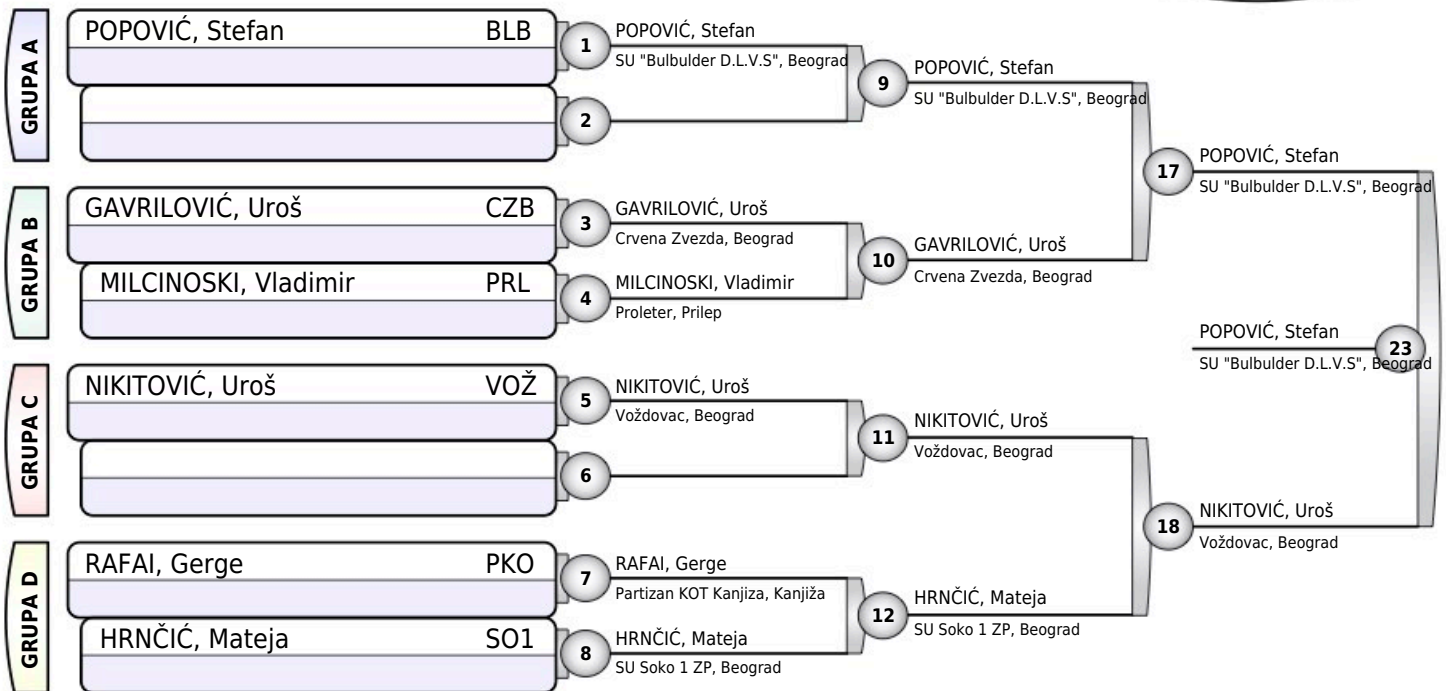 GRUPA A
POPOVIĆ, Stefan BLB
1
POPOVIĆ, Stefan
SU "Bulbulder D.L.V.S", Beograd
2
9
POPOVIĆ, Stefan
SU "Bulbulder D.L.V.S", Beograd
GRUPA B
GAVRILOVIĆ, Uroš CZB
3
GAVRILOVIĆ, Uroš
Crvena Zvezda, Beograd
MILCINOSKI, Vladimir PRL
4
MILCINOSKI, Vladimir
Proleter, Prilep
10
GAVRILOVIĆ, Uroš
Crvena Zvezda, Beograd
17
POPOVIĆ, Stefan
SU "Bulbulder D.L.V.S", Beograd
GRUPA C
NIKITOVIĆ, Uroš VOŽ
5
NIKITOVIĆ, Uroš
Voždovac, Beograd
6
11
NIKITOVIĆ, Uroš
Voždovac, Beograd
GRUPA D
RAFAI, Gerge PKO
7
RAFAI, Gerge
Partizan KOT Kanjiza, Kanjiža
HRNČIĆ, Mateja SO1
8
HRNČIĆ, Mateja
SU Soko 1 ZP, Beograd
12
HRNČIĆ, Mateja
SU Soko 1 ZP, Beograd
18
NIKITOVIĆ, Uroš
Voždovac, Beograd
POPOVIĆ, Stefan
SU "Bulbulder D.L.V.S", Beograd
23